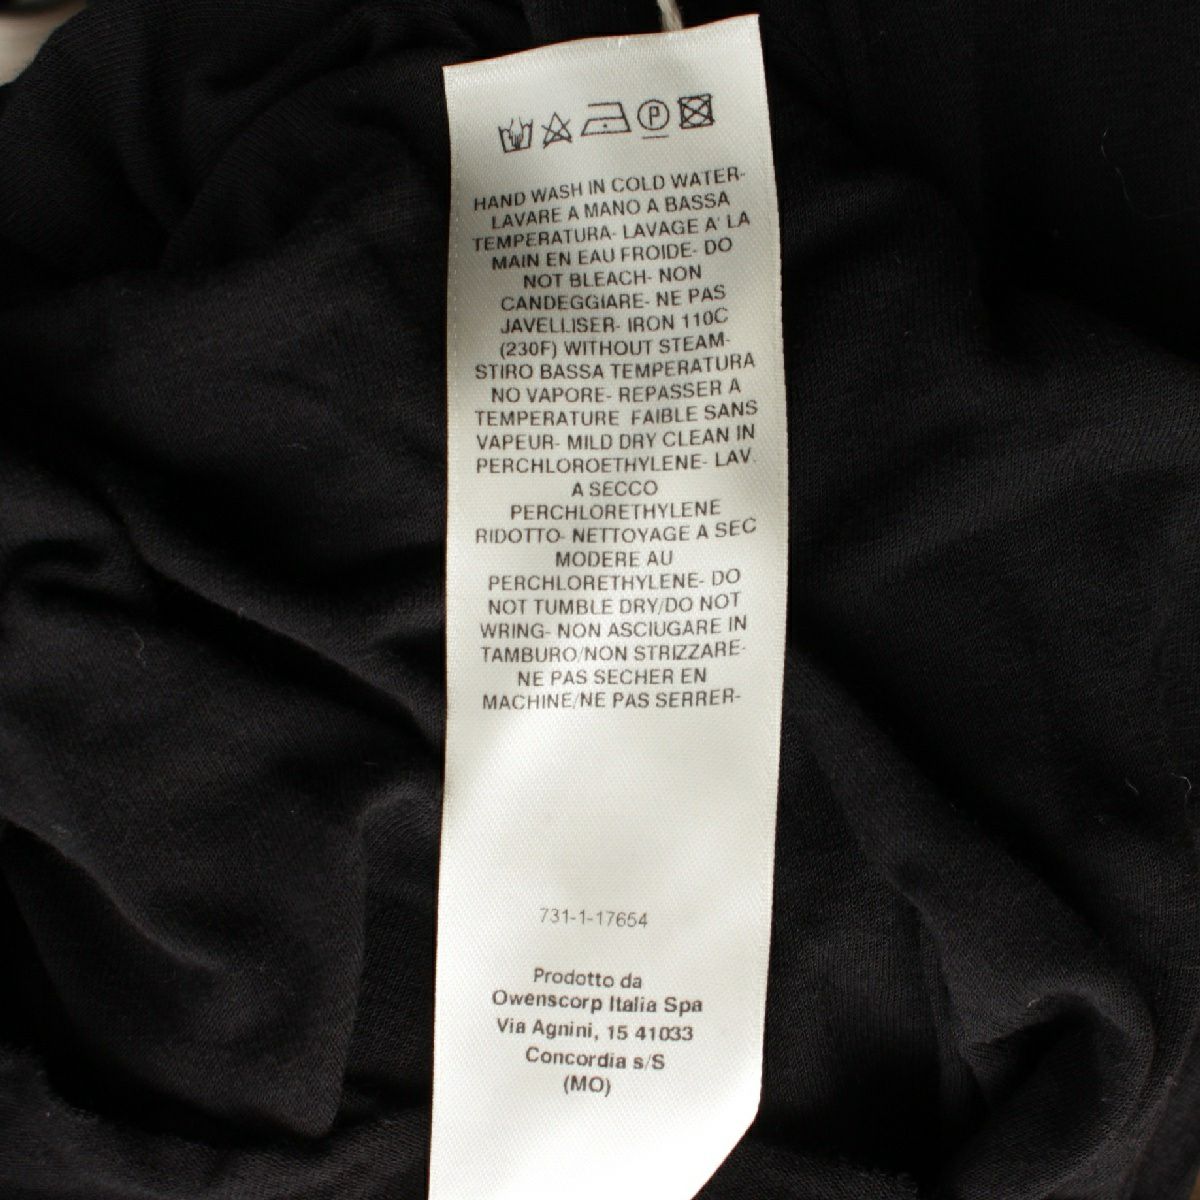 P
HAND WASH IN COLD WATER-
LAVARE A MANO A BASSA
TEMPERATURA- LAVAGE A' LA
MAIN EN EAU FROIDE- DO
NOT BLEACH- NON
CANDEGGIARE- NE PAS
JAVELLISER- IRON 110C
(230F) WITHOUT STEAM-
STIRO BASSA TEMPERATURA
NO VAPORE- REPASSER A
TEMPERATURE FAIBLE SANS
VAPEUR- MILD DRY CLEAN IN
PERCHLOROETHYLENE- LAV.
A SECCO
PERCHLORETHYLENE
RIDOTTO- NETTOYAGE A SEC
MODERE AU
PERCHLORETHYLENE- DO
NOT TUMBLE DRY/DO NOT
WRING- NON ASCIUGARE IN
TAMBURO/NON STRIZZARE-
NE PAS SECHER EN
MACHINE/NE PAS SERRER-
731-1-17654
Prodotto da
Owenscorp Italia Spa
Via Agnini, 15 41033
Concordia s/S
(MO)